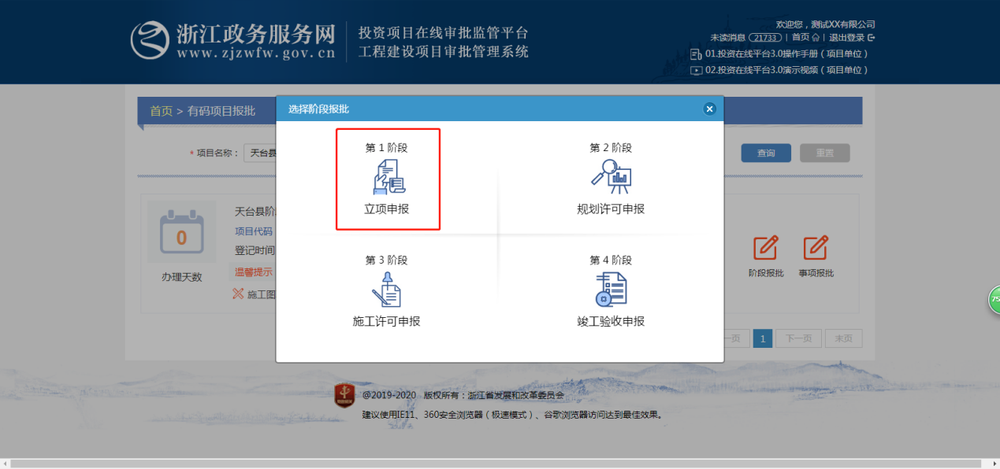 浙江政务服务网
www.zjzwfw.gov.cn
投资项目在线审批监管平台
工程建设项目审批管理系统
欢迎您，测试XX有限公司
未读消息 21733 | 首页 | 退出登录
01.投资在线平台3.0操作手册（项目单位）
02.投资在线平台3.0演示视频（项目单位）
首页 > 有码项目报批
* 项目名称： 天台县
查询 重置
选择阶段报批
第 1 阶段
立项申报
第 2 阶段
规划许可申报
第 3 阶段
施工许可申报
第 4 阶段
竣工验收申报
0
办理天数
天台县阶
项目代码
登记时间
温馨提示
施工图
阶段报批 事项报批
一页 1 下一页 末页
75
@2019-2020 版权所有：浙江省发展和改革委员会
建议使用IE11、360安全浏览器（极速模式）、谷歌浏览器访问达到最佳效果。